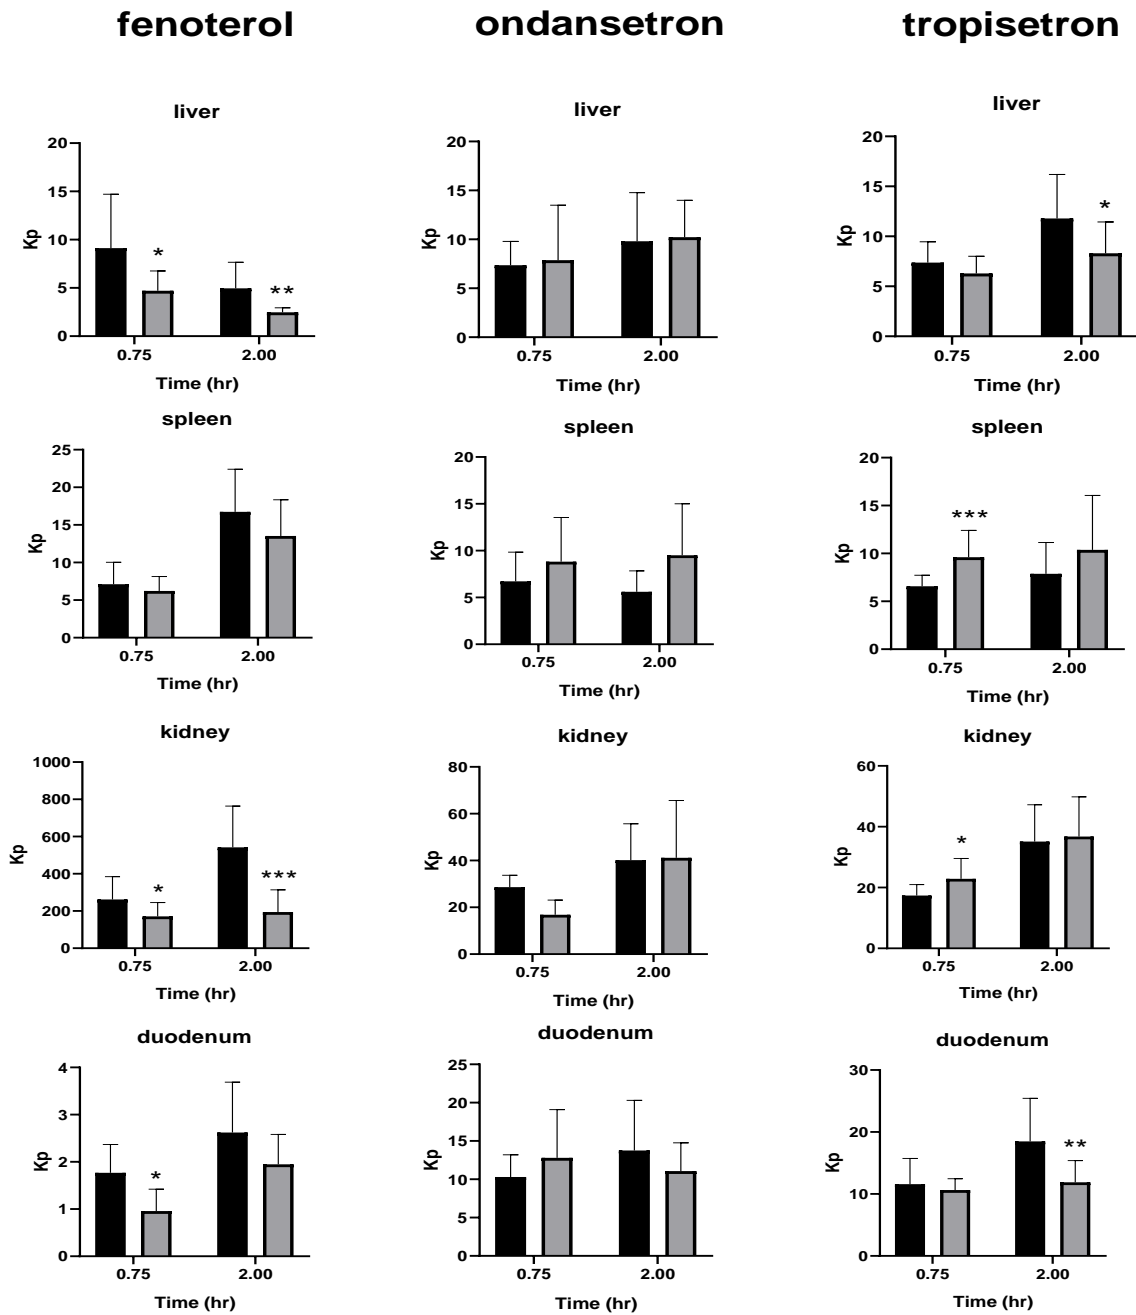 fenoterol ondansetron tropisetron
liver
20
15
10
5
0
Kp
*
**
0.75 2.00
Time (hr)
liver
20
15
10
5
0
Kp
0.75 2.00
Time (hr)
liver
20
15
10
5
0
Kp
*
0.75 2.00
Time (hr)
spleen
25
20
15
10
5
0
Kp
0.75 2.00
Time (hr)
spleen
20
15
10
5
0
Kp
0.75 2.00
Time (hr)
spleen
20
15
10
5
0
Kp
***
0.75 2.00
Time (hr)
kidney
1000
800
600
400
200
0
Kp
*
***
0.75 2.00
Time (hr)
kidney
80
60
40
20
0
Kp
0.75 2.00
Time (hr)
kidney
60
40
20
0
Kp
*
0.75 2.00
Time (hr)
duodenum
4
3
2
1
0
Kp
*
0.75 2.00
Time (hr)
duodenum
25
20
15
10
5
0
Kp
0.75 2.00
Time (hr)
duodenum
30
20
10
0
Kp
**
0.75 2.00
Time (hr)